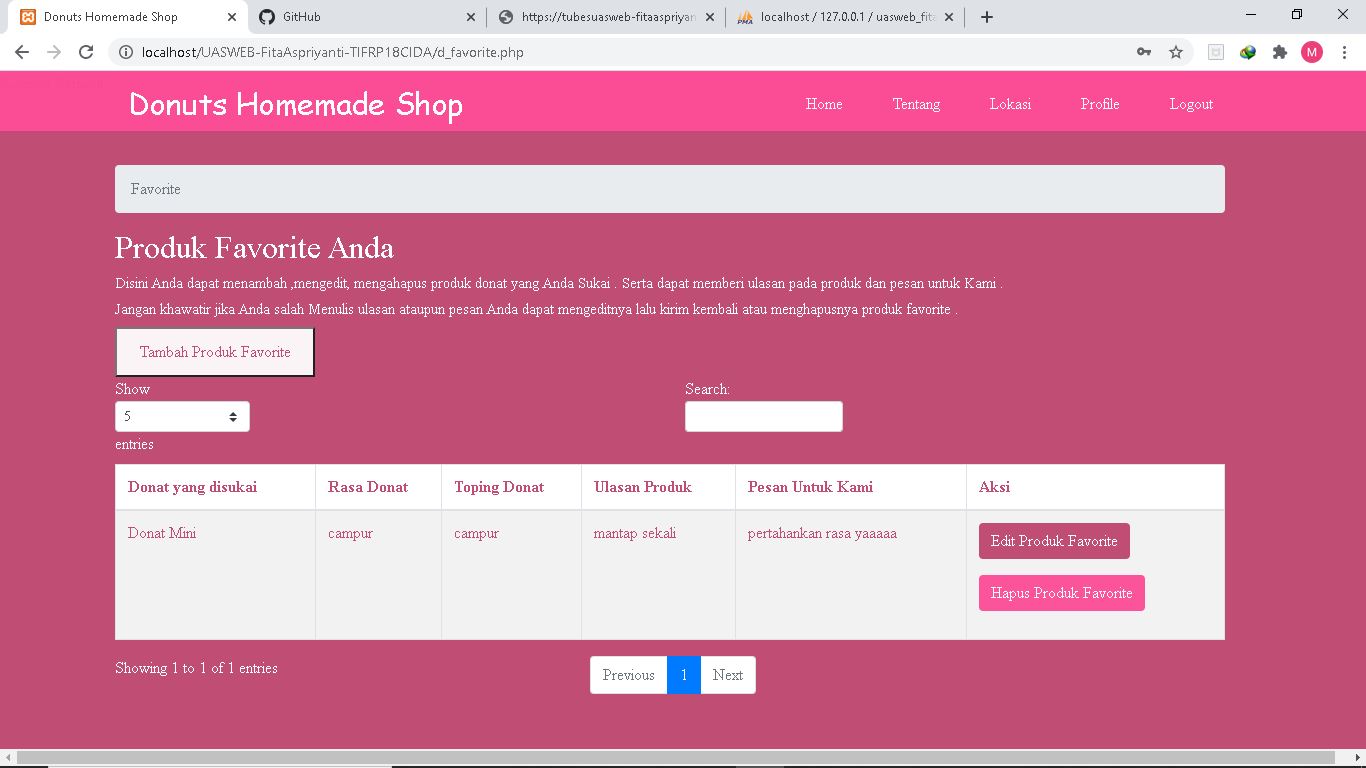 Donuts Homemade Shop
GitHub
https://tubesuasweb-fitaaspriyan
localhost / 127.0.0.1 / uasweb_fita
localhost/UASWEB-FitaAspriyanti-TIFRP18CIDA/d_favorite.php
M
Donuts Homemade Shop
Home
Tentang
Lokasi
Profile
Logout
Favorite
Produk Favorite Anda
Disini Anda dapat menambah ,mengedit, mengahapus produk donat yang Anda Sukai . Serta dapat memberi ulasan pada produk dan pesan untuk Kami .
Jangan khawatir jika Anda salah Menulis ulasan ataupun pesan Anda dapat mengeditnya lalu kirim kembali atau menghapusnya produk favorite .
Tambah Produk Favorite
Show
Search:
5
entries
Donat yang disukai
Rasa Donat
Toping Donat
Ulasan Produk
Pesan Untuk Kami
Aksi
Donat Mini
campur
campur
mantap sekali
pertahankan rasa yaaaaa
Edit Produk Favorite
Hapus Produk Favorite
Showing 1 to 1 of 1 entries
Previous
1
Next